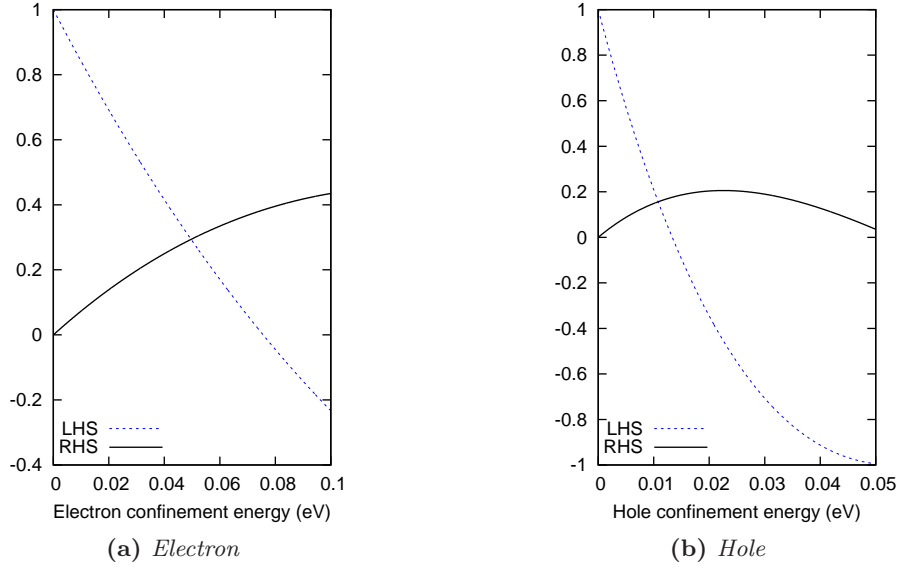 1
0.8
0.6
0.4
0.2
0
-0.2
-0.4
LHS
RHS
0 0.02 0.04 0.06 0.08 0.1
Electron confinement energy (eV)
(a) Electron
1
0.8
0.6
0.4
0.2
0
-0.2
-0.4
-0.6
-0.8
-1
LHS
RHS
0 0.01 0.02 0.03 0.04 0.05
Hole confinement energy (eV)
(b) Hole